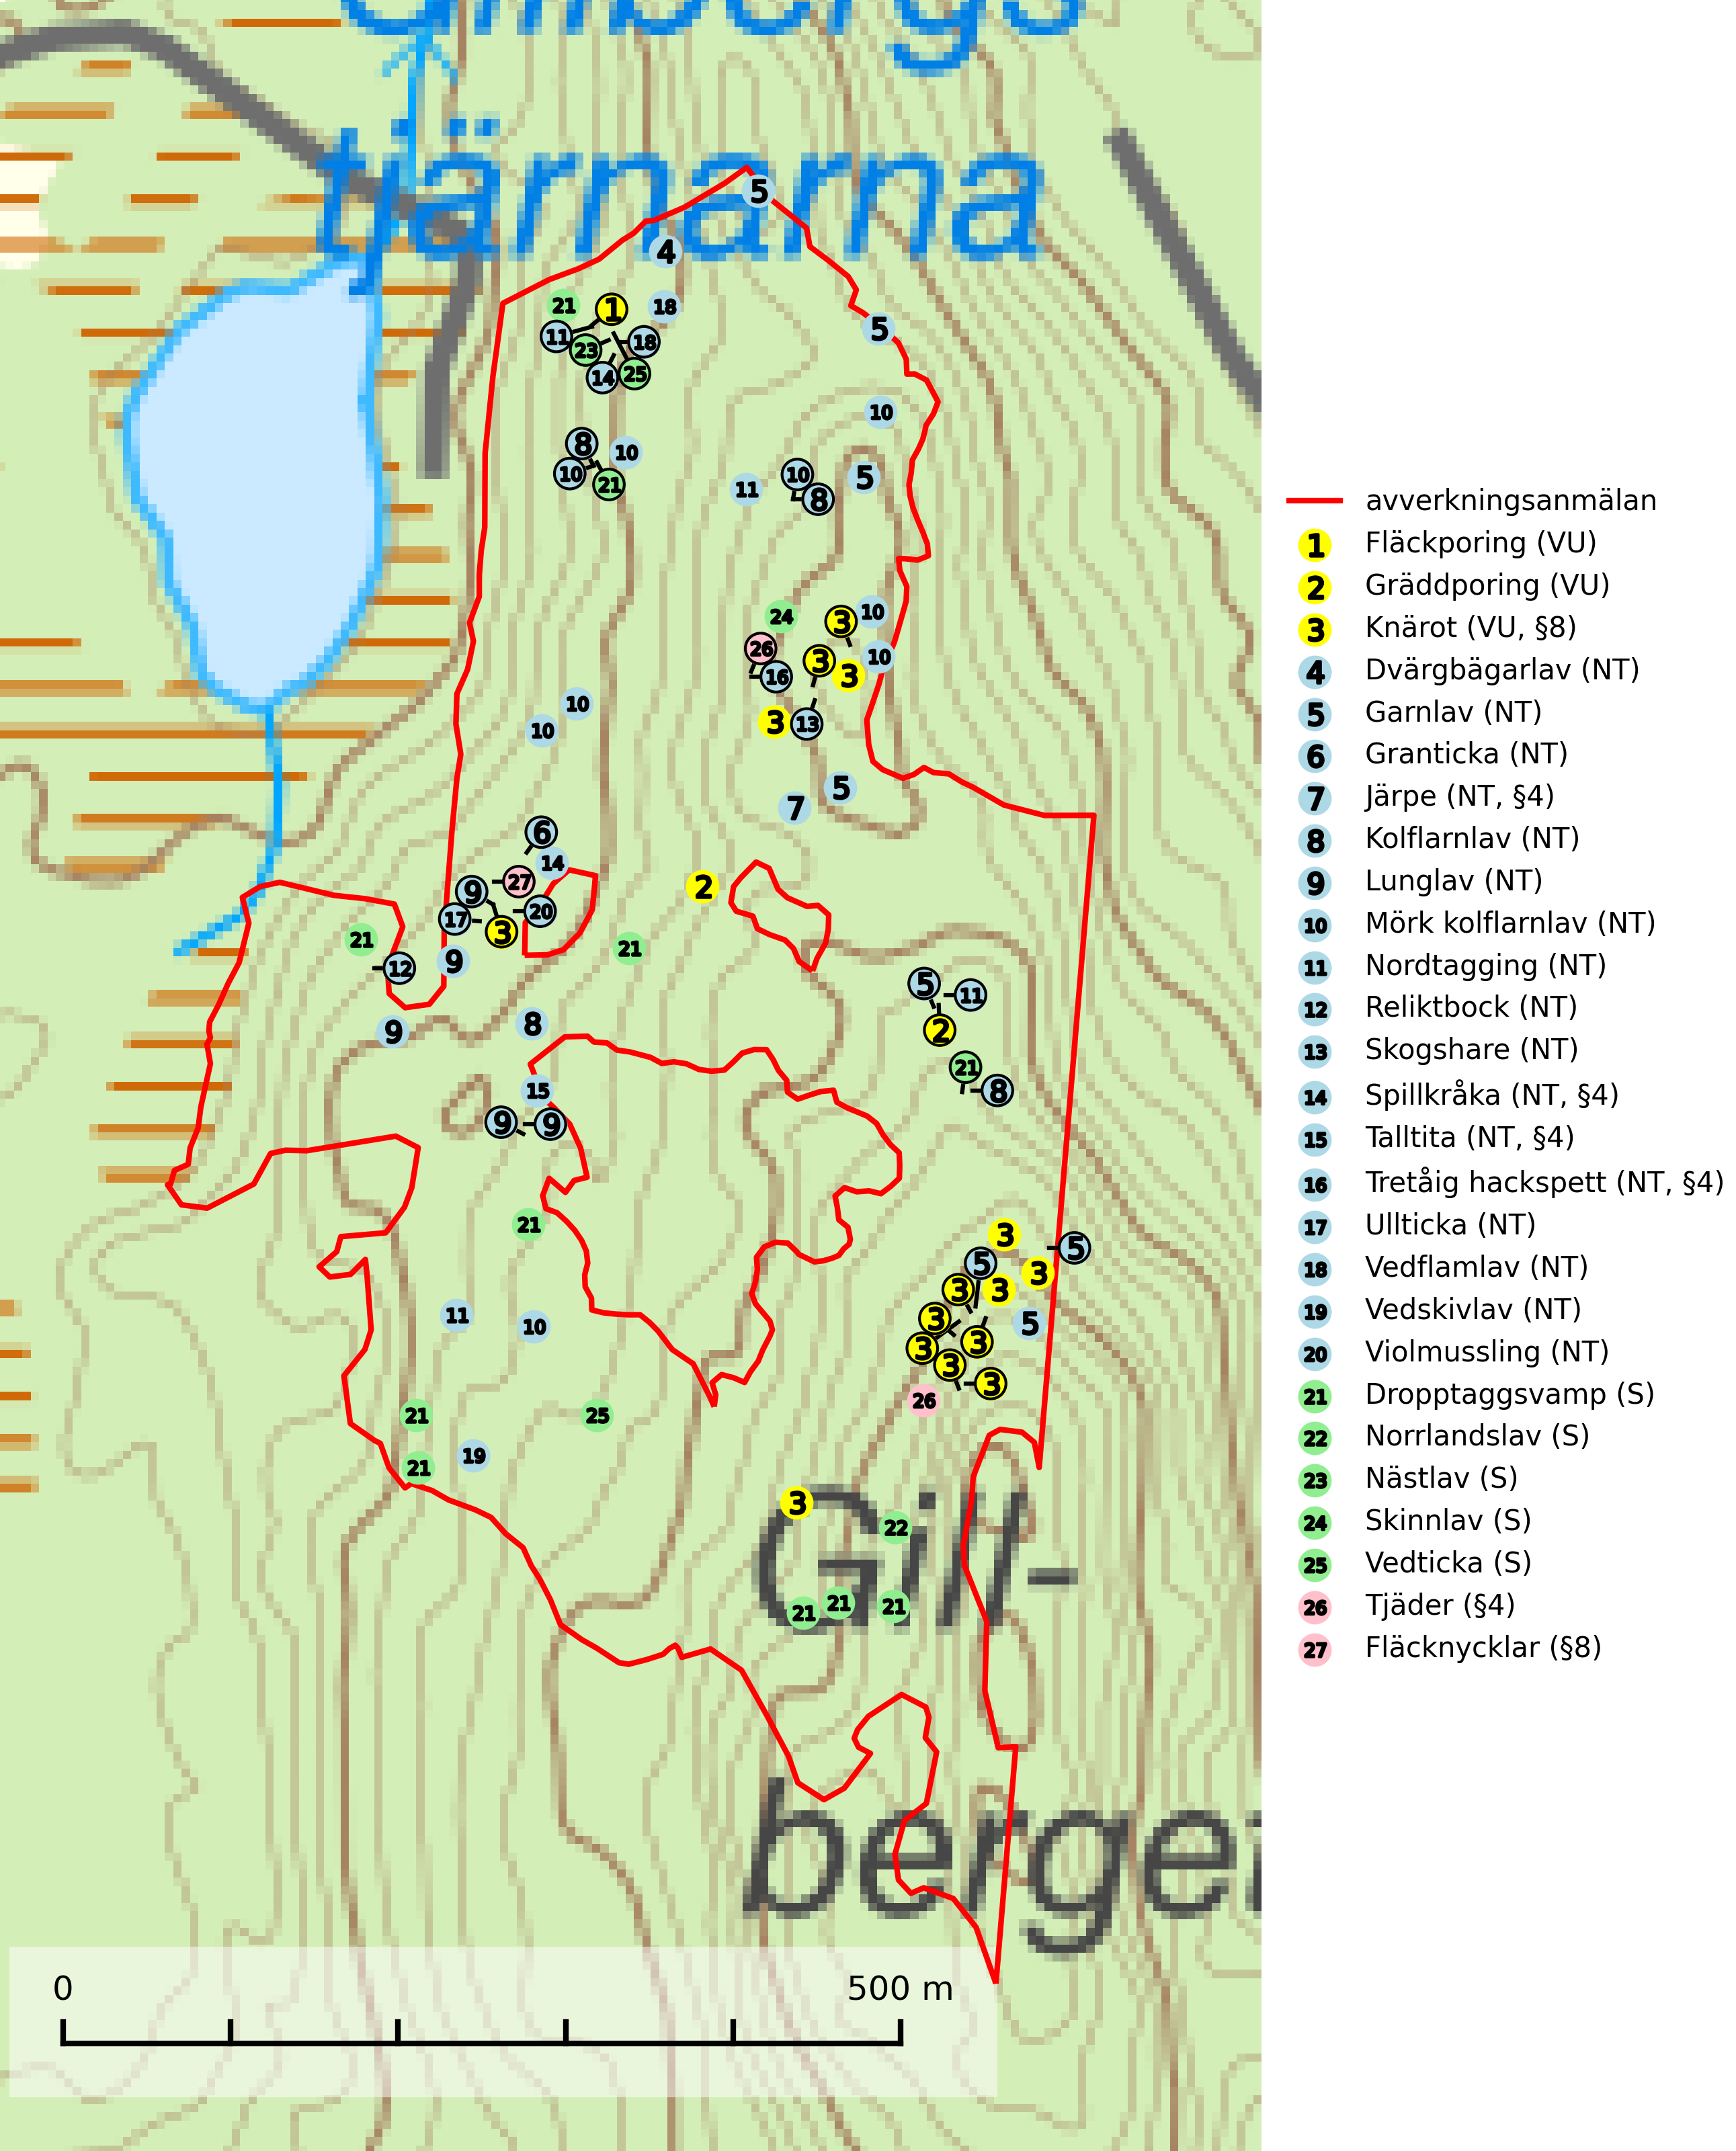 tjärnarna
5
4
21
1
18
11
23
18
14
25
5
10
8
10
10
21
11
10
8
5
24
3
10
26
3
10
16
3
3
13
10
10
5
7
6
14
27
2
9
20
17
3
21
21
12
9
9
8
5
11
2
21
8
15
9
9
21
3
5
5
3
3
3
5
11
10
3
3
3
3
3
26
21
25
19
21
3
22
Gill-
21
21
21
bergen
0
500 m
avverkningsanmälan
1 Fläckporing (VU)
2 Gräddporing (VU)
3 Knärot (VU, §8)
4 Dvärgbägarlav (NT)
5 Garnlav (NT)
6 Granticka (NT)
7 Järpe (NT, §4)
8 Kolflarnlav (NT)
9 Lunglav (NT)
10 Mörk kolflarnlav (NT)
11 Nordtagging (NT)
12 Reliktbock (NT)
13 Skogshare (NT)
14 Spillkråka (NT, §4)
15 Talltita (NT, §4)
16 Tretåig hackspett (NT, §4)
17 Ullticka (NT)
18 Vedflamlav (NT)
19 Vedskivlav (NT)
20 Violmussling (NT)
21 Dropptaggsvamp (S)
22 Norrlandslav (S)
23 Nästlav (S)
24 Skinnlav (S)
25 Vedticka (S)
26 Tjäder (§4)
27 Fläcknycklar (§8)